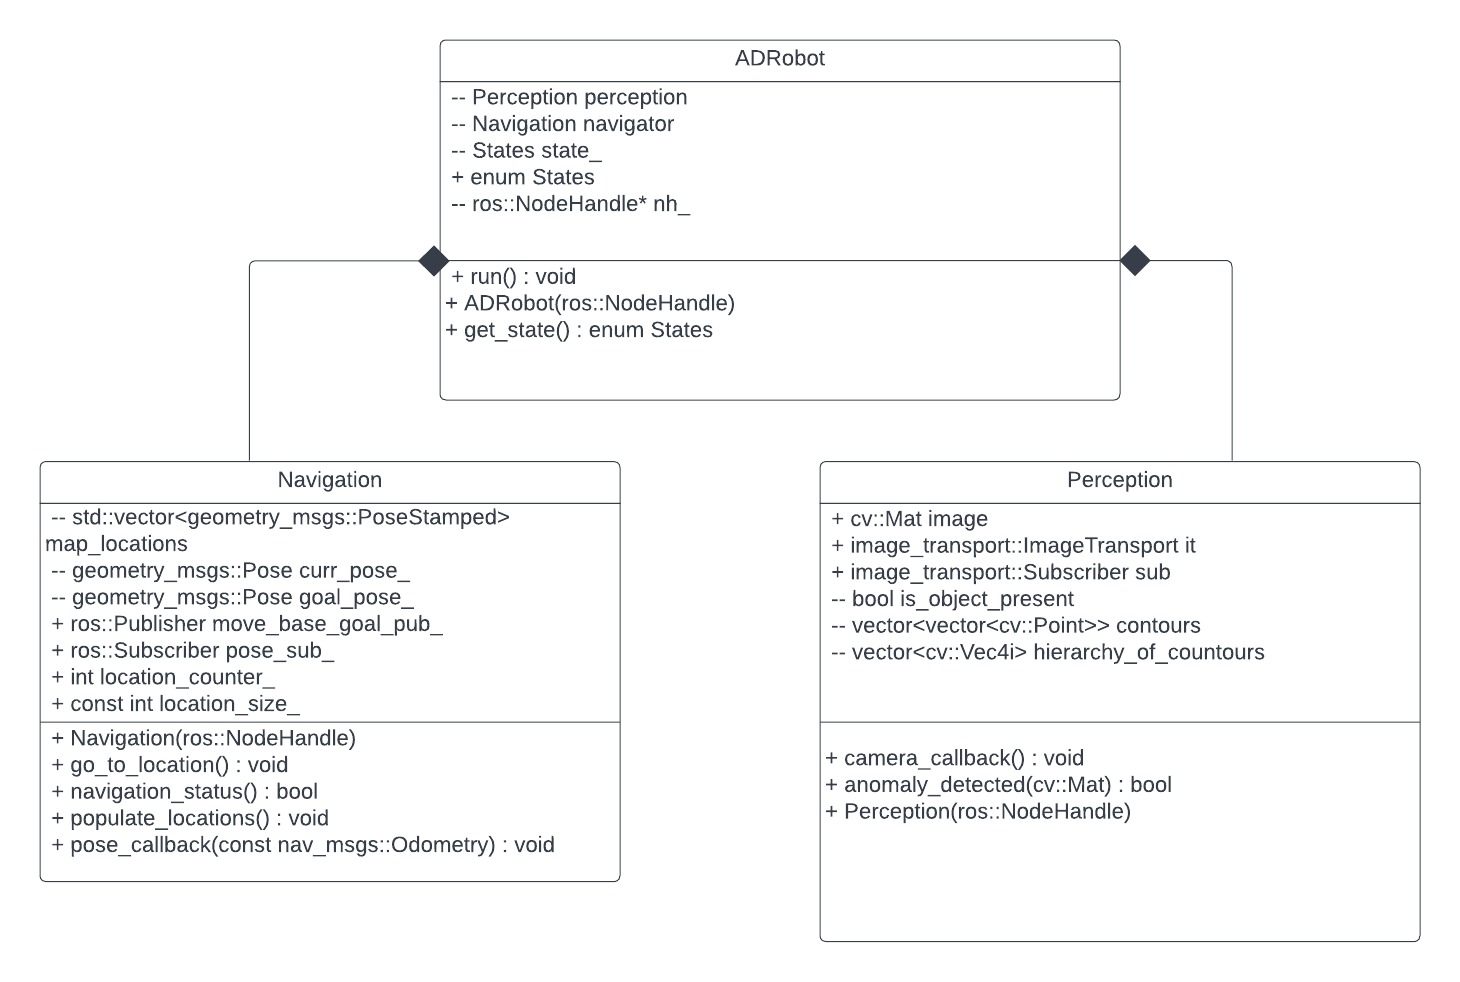 ADRobot
-- Perception perception
-- Navigation navigator
-- States state_
+ enum States
-- ros::NodeHandle* nh_
+ run() : void
+ ADRobot(ros::NodeHandle)
+ get_state() : enum States
Navigation
-- std::vector<geometry_msgs::PoseStamped>
map_locations
-- geometry_msgs::Pose curr_pose_
-- geometry_msgs::Pose goal_pose_
+ ros::Publisher move_base_goal_pub_
+ ros::Subscriber pose_sub_
+ int location_counter_
+ const int location_size_
+ Navigation(ros::NodeHandle)
+ go_to_location() : void
+ navigation_status() : bool
+ populate_locations() : void
+ pose_callback(const nav_msgs::Odometry) : void
Perception
+ cv::Mat image
+ image_transport::ImageTransport it
+ image_transport::Subscriber sub
-- bool is_object_present
-- vector<vector<cv::Point>> contours
-- vector<cv::Vec4i> hierarchy_of_countours
+ camera_callback() : void
+ anomaly_detected(cv::Mat) : bool
+ Perception(ros::NodeHandle)